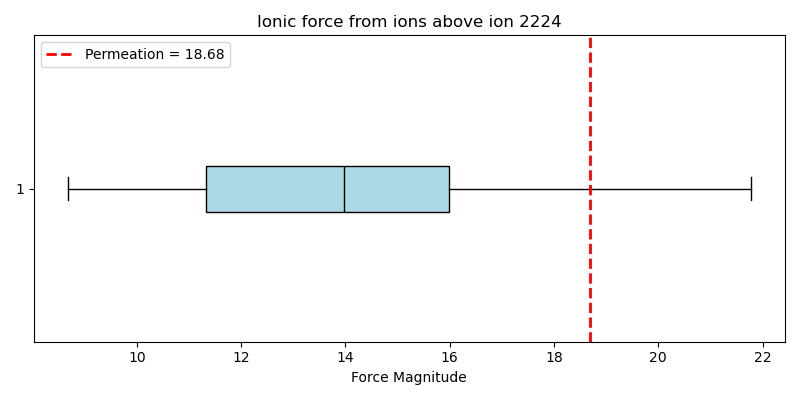 Ionic force from ions above ion 2224
Permeation = 18.68
1
10 12 14 16 18 20 22
Force Magnitude